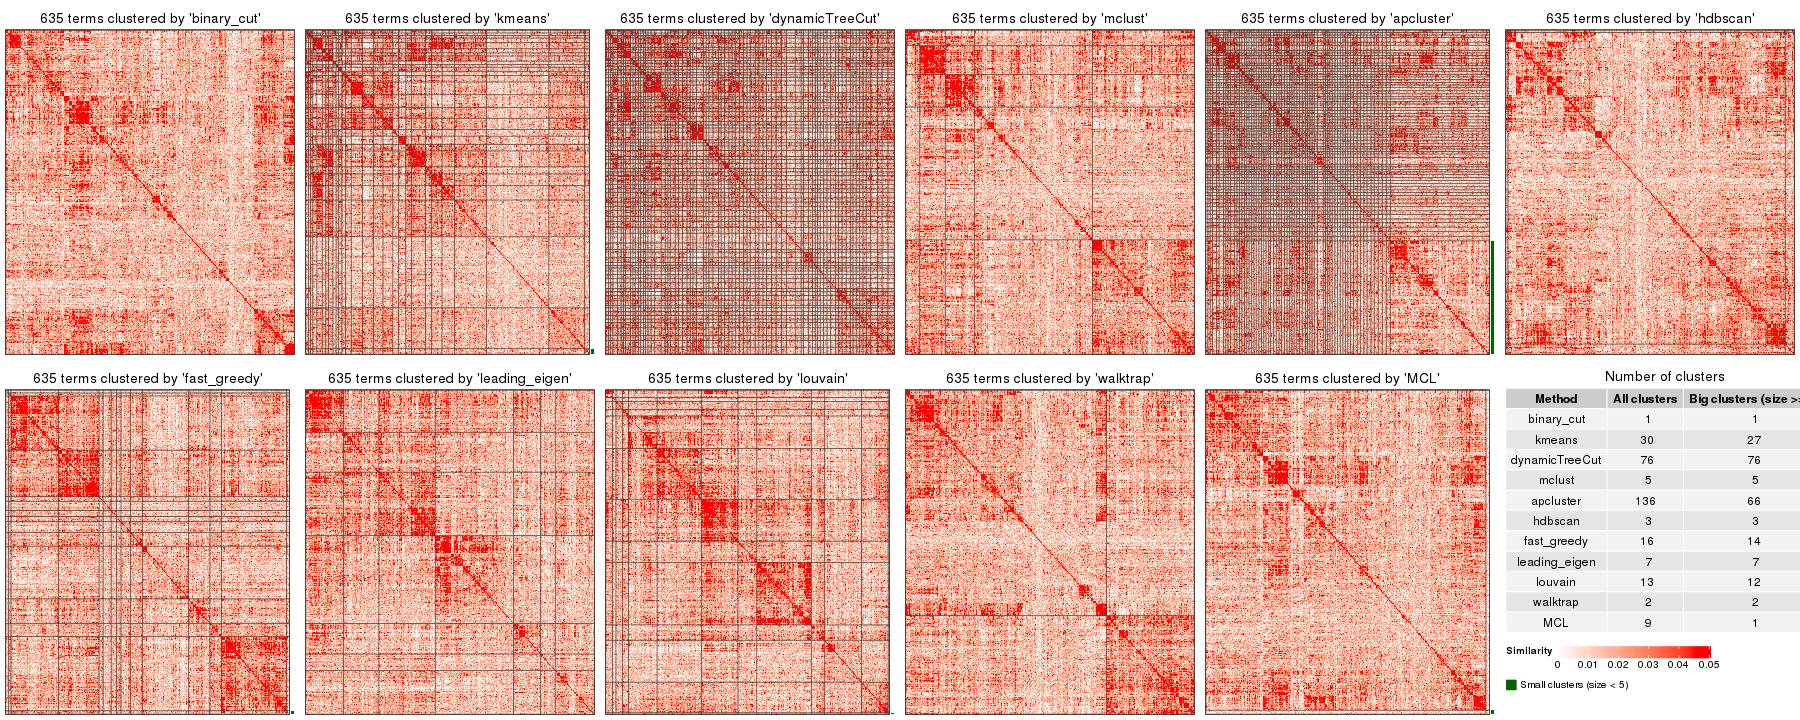 635 terms clustered by 'binary_cut'
635 terms clustered by 'kmeans'
635 terms clustered by 'dynamicTreeCut'
635 terms clustered by 'mclust'
635 terms clustered by 'apcluster'
635 terms clustered by 'hdbscan'
635 terms clustered by 'fast_greedy'
635 terms clustered by 'leading_eigen'
635 terms clustered by 'louvain'
635 terms clustered by 'walktrap'
635 terms clustered by 'MCL'
Number of clusters
Method All clusters Big clusters (size >=
binary_cut 1 1
kmeans 30 27
dynamicTreeCut 76 76
mclust 5 5
apcluster 136 66
hdbscan 3 3
fast_greedy 16 14
leading_eigen 7 7
louvain 13 12
walktrap 2 2
MCL 9 1
Similarity
0 0.01 0.02 0.03 0.04 0.05
Small clusters (size < 5)